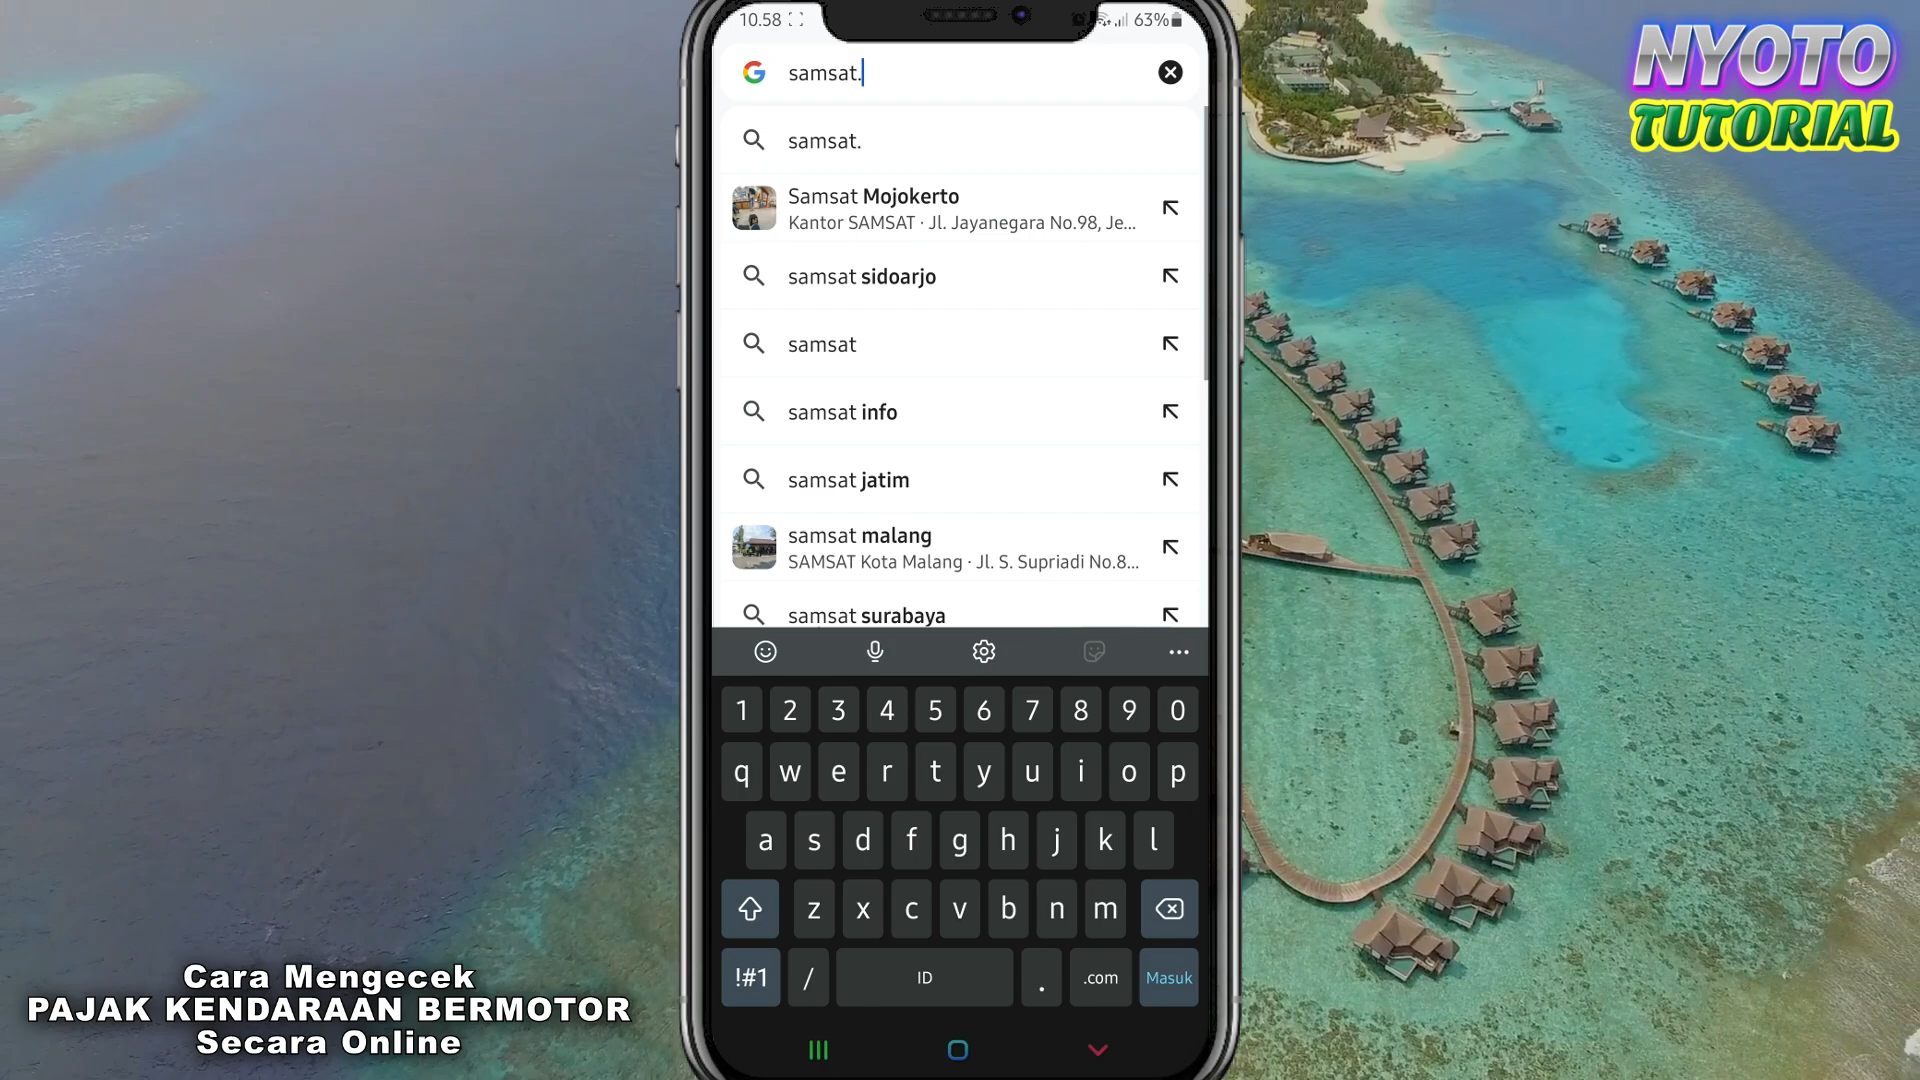 10.58
63%
NYOTO
TUTORIAL
samsat.
samsat.
Samsat Mojokerto
Kantor SAMSAT · Jl. Jayanegara No.98, Je...
samsat sidoarjo
samsat
samsat info
samsat jatim
samsat malang
SAMSAT Kota Malang · Jl. S. Supriadi No.8...
samsat surabaya
1 2 3 4 5 6 7 8 9 0
q w e r t y u i o p
a s d f g h j k l
z x c v b n m
!#1 / ID . .com Masuk
Cara Mengecek
PAJAK KENDARAAN BERMOTOR
Secara Online